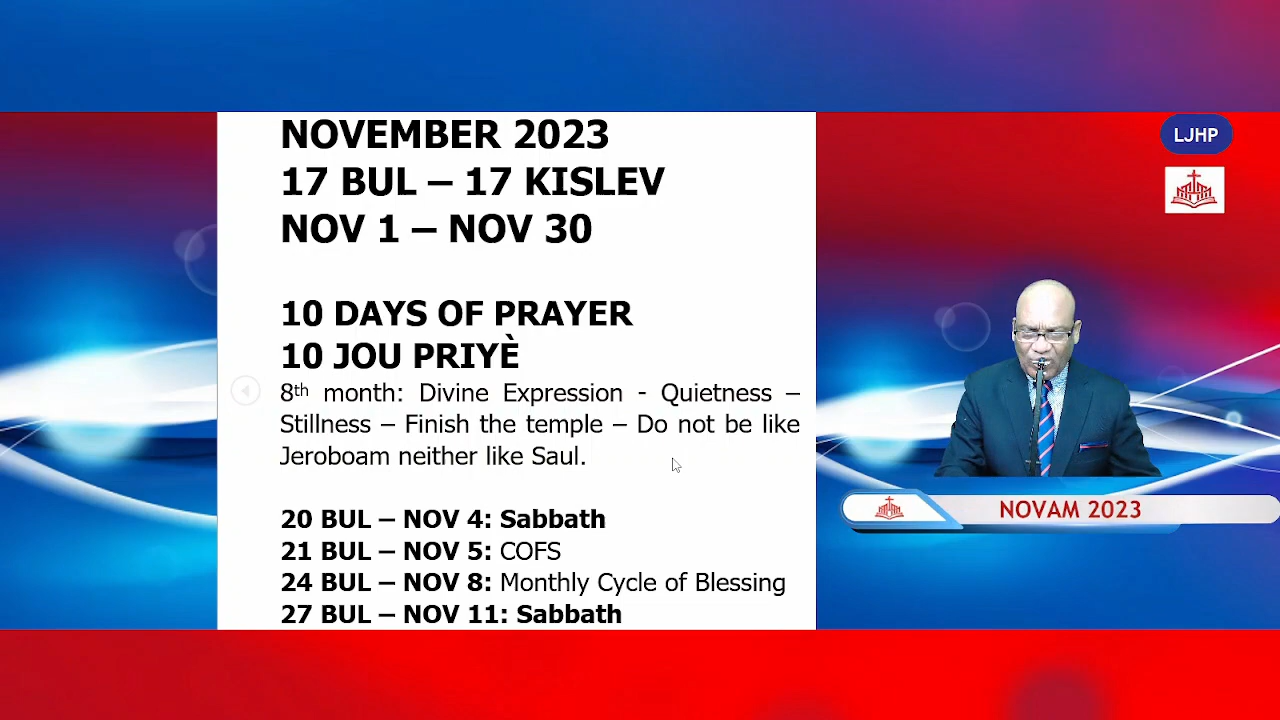 NOVEMBER 2023
17 BUL – 17 KISLEV
NOV 1 – NOV 30
10 DAYS OF PRAYER
10 JOU PRIYÈ
8th month: Divine Expression - Quietness –
Stillness – Finish the temple – Do not be like
Jeroboam neither like Saul.
20 BUL – NOV 4: Sabbath
21 BUL – NOV 5: COFS
24 BUL – NOV 8: Monthly Cycle of Blessing
27 BUL – NOV 11: Sabbath
LJHP
NOVAM 2023